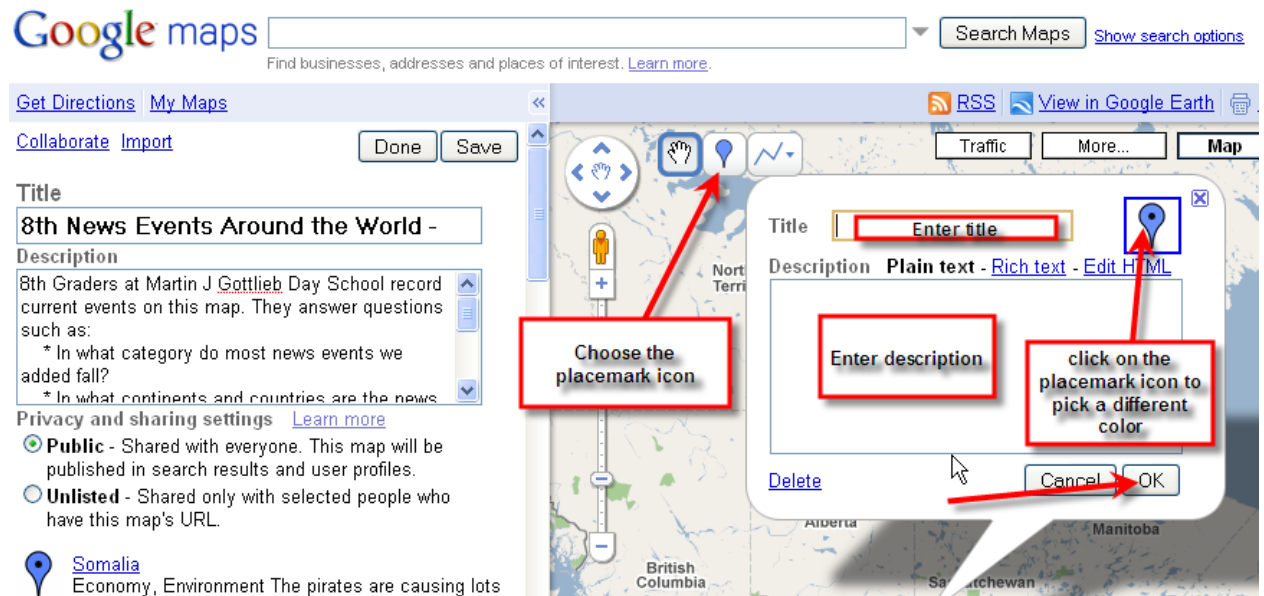 Google maps
Search Maps
Show search options
Find businesses, addresses and places of interest. Learn more.
Get Directions My Maps
«
RSS View in Google Earth
Collaborate Import
Done Save
Title
8th News Events Around the World -
Description
8th Graders at Martin J Gottlieb Day School record
current events on this map. They answer questions
such as:
* In what category do most news events we
added fall?
* In what continents and countries are the news
Privacy and sharing settings Learn more
Public - Shared with everyone. This map will be
published in search results and user profiles.
Unlisted - Shared only with selected people who
have this map's URL.
Somalia
Economy, Environment The pirates are causing lots
Traffic More... Map
Title Enter title
Description Plain text - Rich text - Edit HTML
Enter description
click on the
placemark icon to
pick a different
color
Delete Cancel OK
Choose the
placemark icon
Alberta
Manitoba
British
Columbia